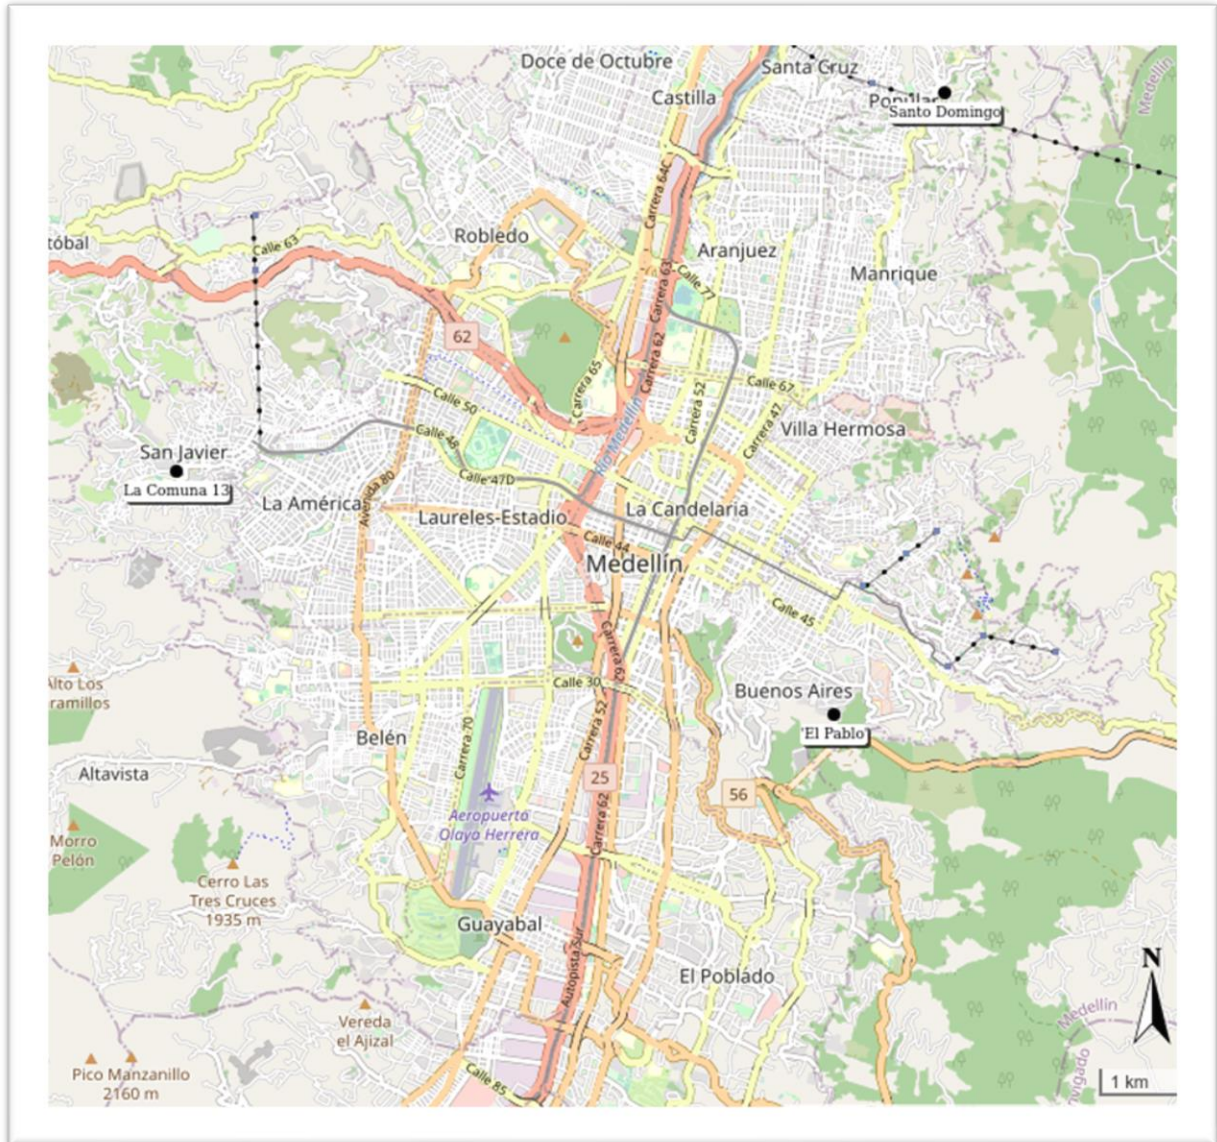 Doce de Octubre
Santa Cruz
Castilla
Popular
Santo Domingo
Medellín
Carrera 64C
tóbal
Calle 63
Robledo
Aranjuez
Manrique
Calle 77
Carrera 63
62
Carrera 62
Carrera 65
Calle 67
Calle 50
Carrera 52
Carrera 47
Villa Hermosa
Río Medellín
Calle 48
San Javier
La Comuna 13
Calle 47D
Avenida 80
La América
Laureles-Estadio
La Candelaria
Calle 44
Medellín
Calle 45
Carrera 62
Alto Los
ramillos
Calle 30
Buenos Aires
'El Pablo'
Carrera 52
Carrera 70
Belén
Altavista
25
56
Carrera 62
Aeropuerto
Olaya Herrera
Morro
Pelón
Cerro Las
Tres Cruces
1935 m
Guayabal
Autopista Sur
El Poblado
N
Vereda
el Ajizal
Medellín
nvigado
Pico Manzanillo
2160 m
Calle 85
1 km